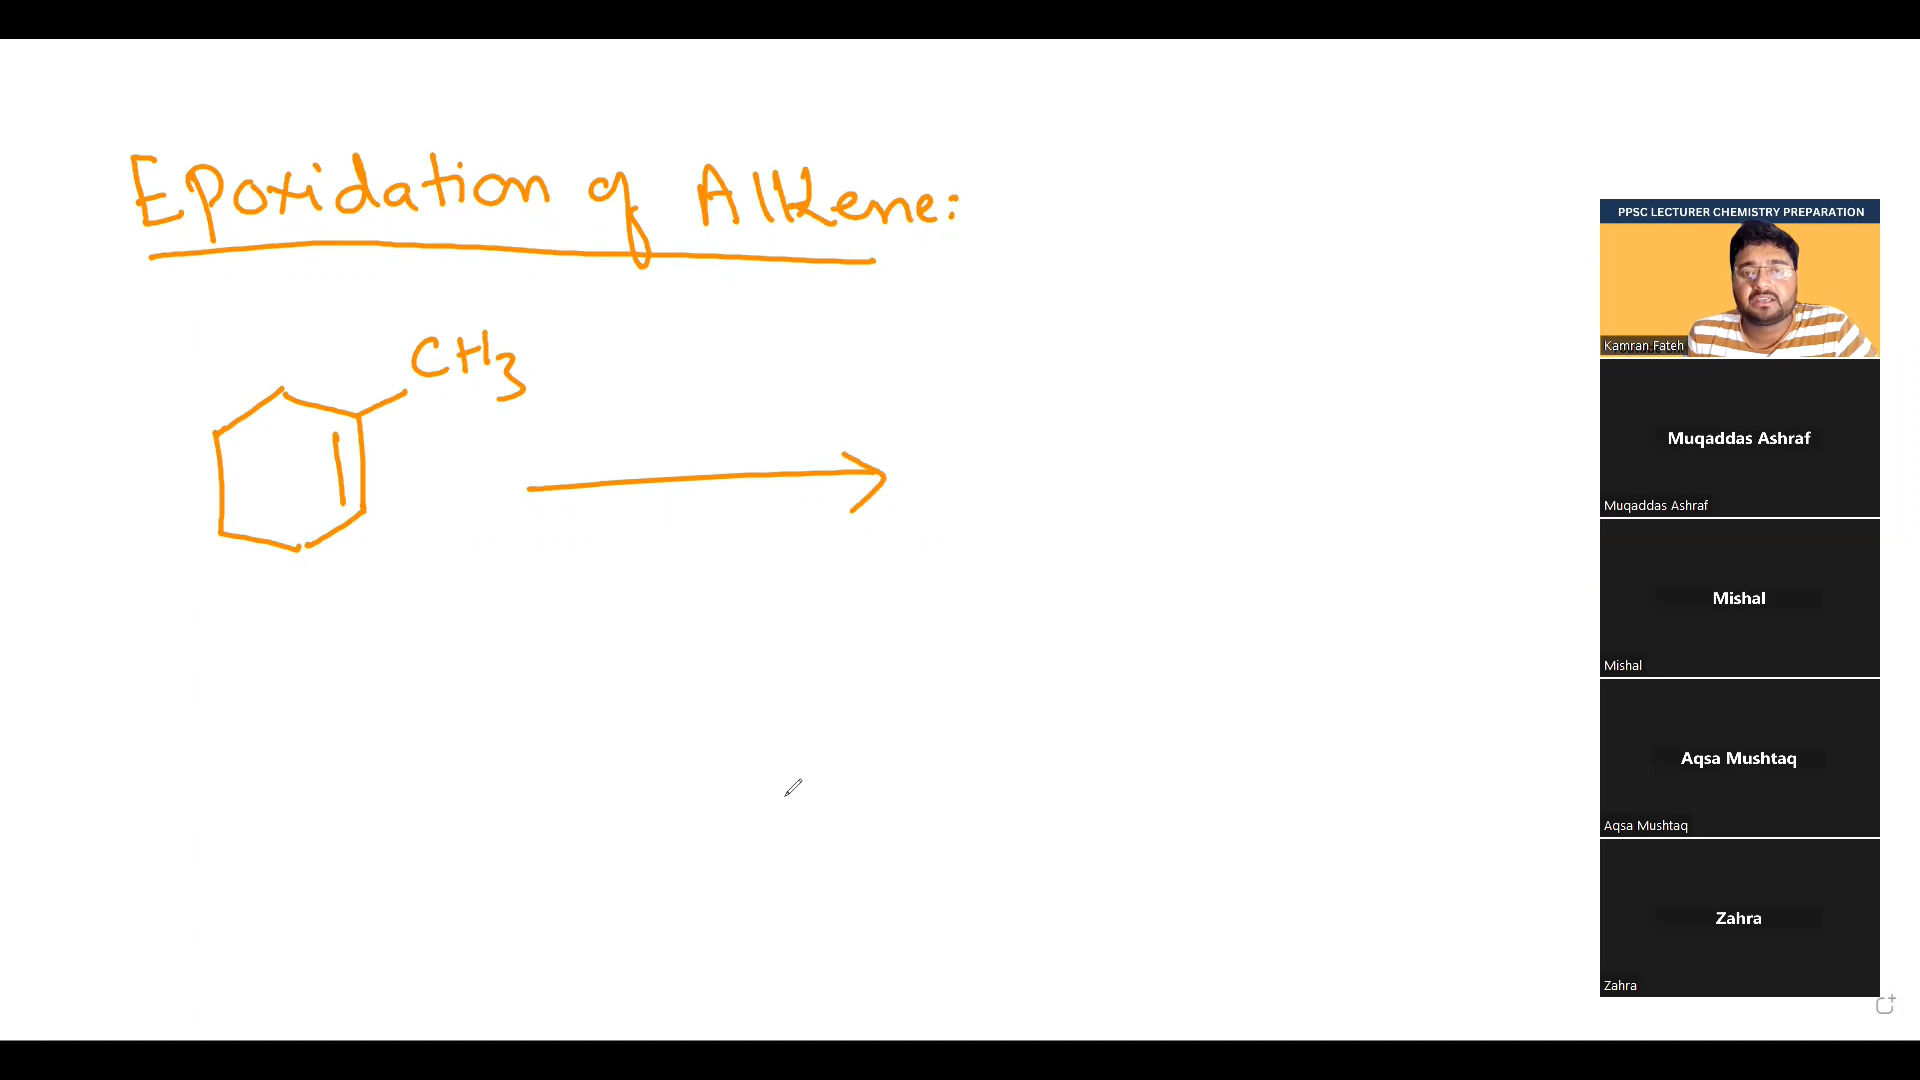 Epoxidation of Alkene:
CH3
PPSC LECTURER CHEMISTRY PREPARATION
Kamran Fateh
Muqaddas Ashraf
Muqaddas Ashraf
Mishal
Mishal
Aqsa Mushtaq
Aqsa Mushtaq
Zahra
Zahra